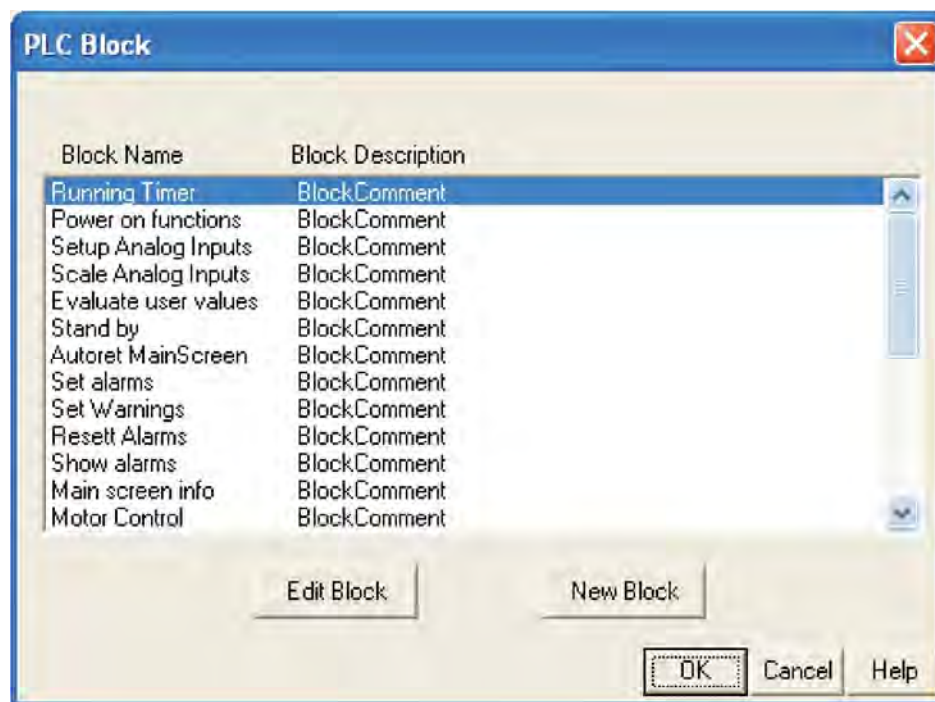 PLC Block
Block Name Block Description
Running Timer BlockComment
Power on functions BlockComment
Setup Analog Inputs BlockComment
Scale Analog Inputs BlockComment
Evaluate user values BlockComment
Stand by BlockComment
Autoret MainScreen BlockComment
Set alarms BlockComment
Set Warnings BlockComment
Resett Alarms BlockComment
Show alarms BlockComment
Main screen info BlockComment
Motor Control BlockComment
Edit Block New Block
OK Cancel Help